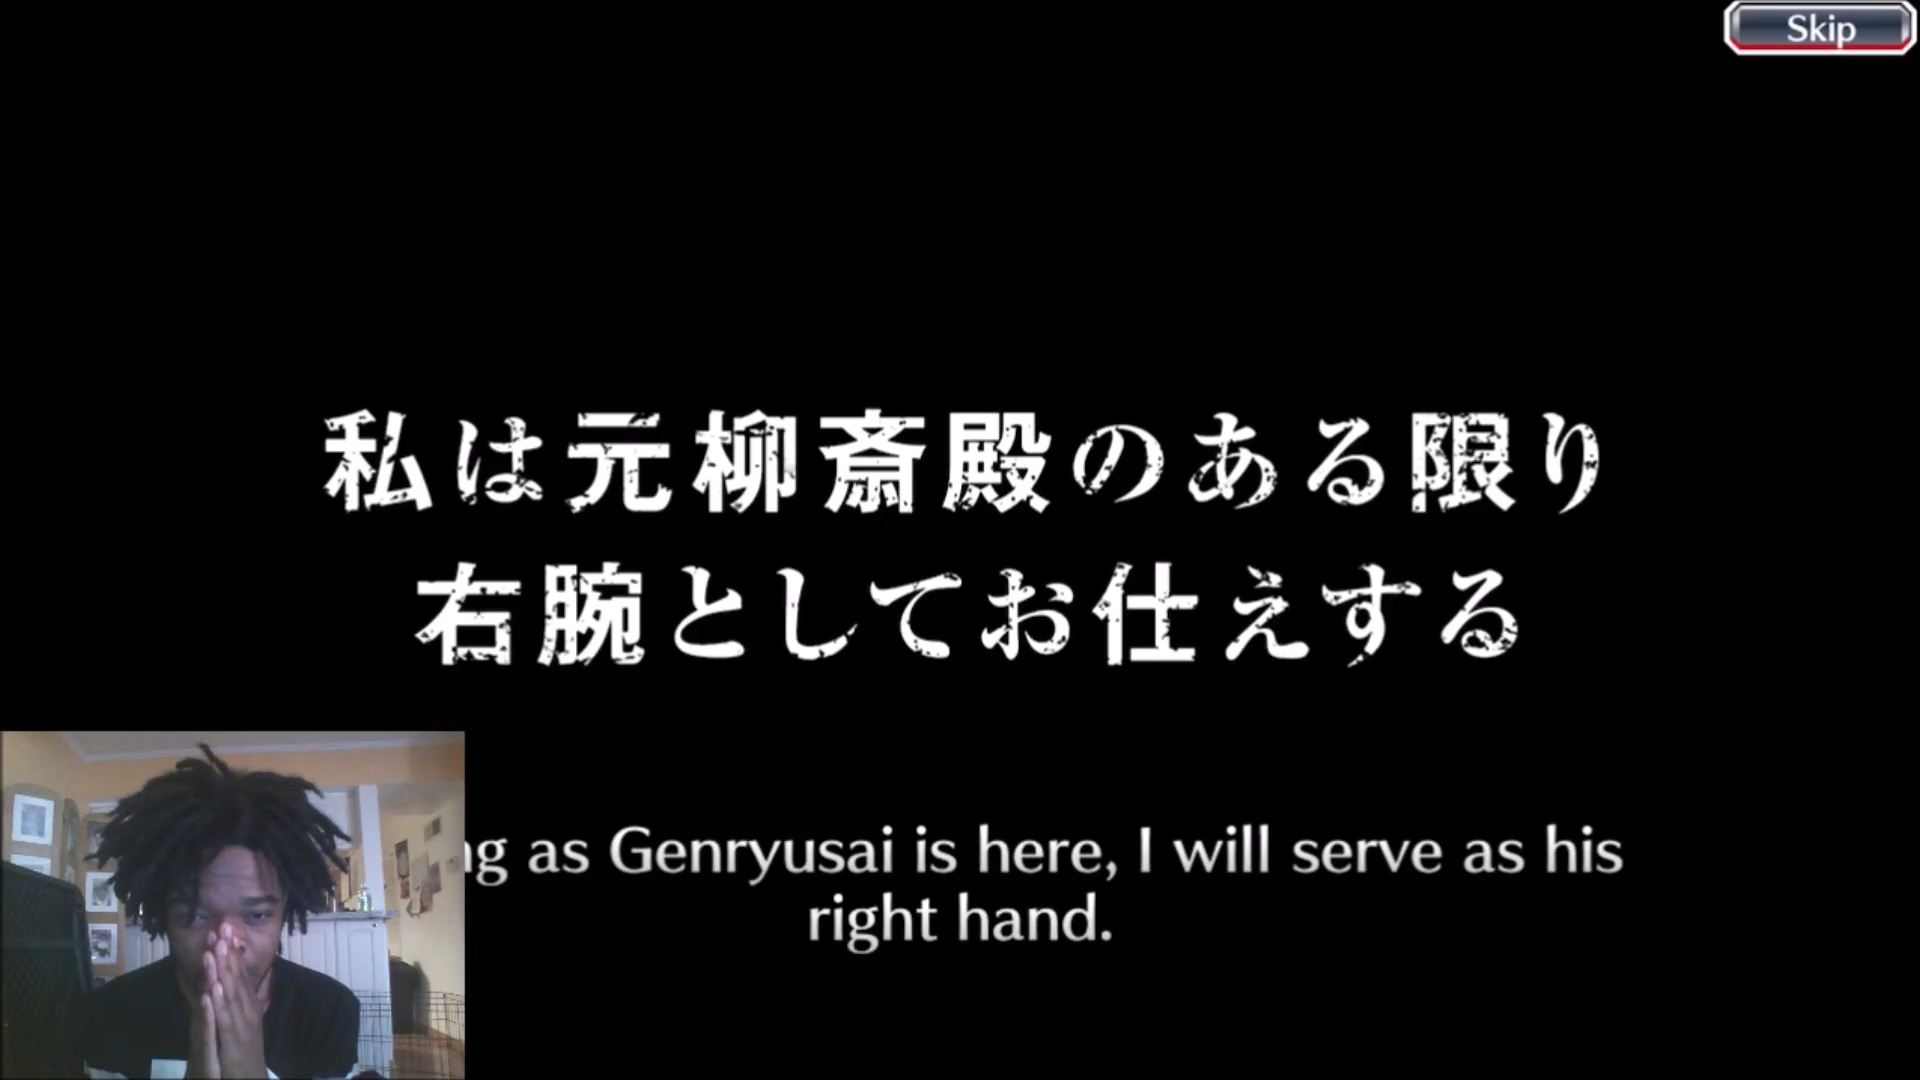 Skip
私は元柳斎殿のある限り
右腕としてお仕えする
ng as Genryusai is here, I will serve as his
right hand.